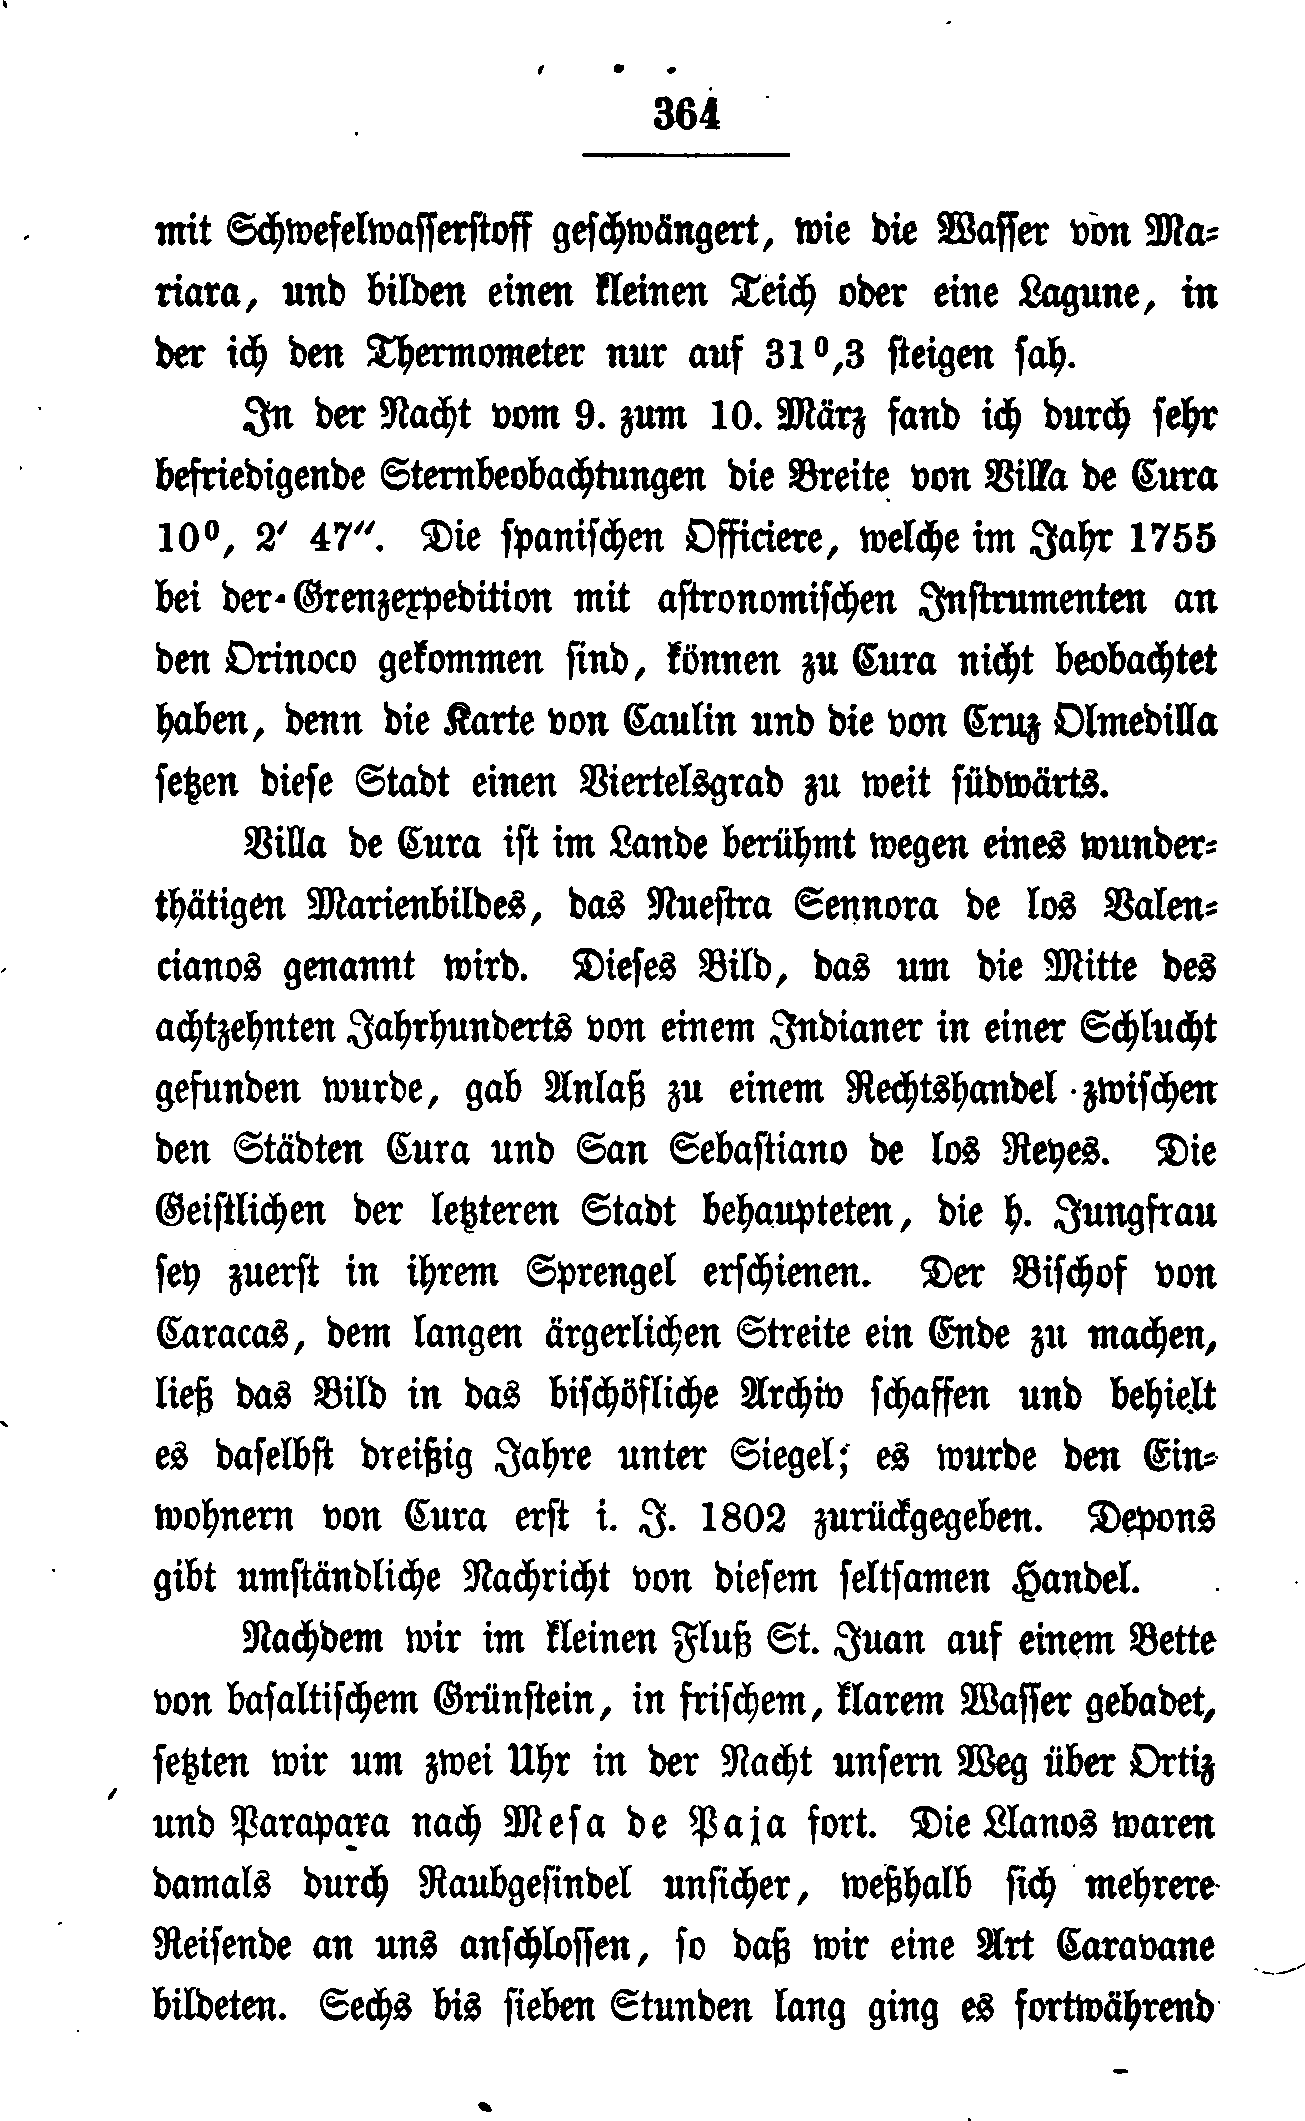 364
mit Schwefelwasserstoff geschwängert, wie die Wasser von Ma-
riara, und bilden einen kleinen Teich oder eine Lagune, in
der ich den Thermometer nur auf 31⁰,3 steigen sah.
In der Nacht vom 9. zum 10. März fand ich durch sehr
befriedigende Sternbeobachtungen die Breite von Villa de Cura
10⁰, 2′ 47″. Die spanischen Officiere, welche im Jahr 1755
bei der Grenzexpedition mit astronomischen Instrumenten an
den Orinoco gekommen sind, können zu Cura nicht beobachtet
haben, denn die Karte von Caulin und die von Cruz Olmedilla
setzen diese Stadt einen Viertelsgrad zu weit südwärts.
Villa de Cura ist im Lande berühmt wegen eines wunder-
thätigen Marienbildes, das Nuestra Sennora de los Valen-
cianos genannt wird. Dieses Bild, das um die Mitte des
achtzehnten Jahrhunderts von einem Indianer in einer Schlucht
gefunden wurde, gab Anlaß zu einem Rechtshandel zwischen
den Städten Cura und San Sebastiano de los Reyes. Die
Geistlichen der letzteren Stadt behaupteten, die h. Jungfrau
sey zuerst in ihrem Sprengel erschienen. Der Bischof von
Caracas, dem langen ärgerlichen Streite ein Ende zu machen,
ließ das Bild in das bischöfliche Archiv schaffen und behielt
es daselbst dreißig Jahre unter Siegel; es wurde den Ein-
wohnern von Cura erst i. J. 1802 zurückgegeben. Depons
gibt umständliche Nachricht von diesem seltsamen Handel.
Nachdem wir im kleinen Fluß St. Juan auf einem Bette
von basaltischem Grünstein, in frischem, klarem Wasser gebadet,
setzten wir um zwei Uhr in der Nacht unsern Weg über Ortiz
und Parapara nach Mesa de Paja fort. Die Llanos waren
damals durch Raubgesindel unsicher, weßhalb sich mehrere
Reisende an uns anschlossen, so daß wir eine Art Caravane
bildeten. Sechs bis sieben Stunden lang ging es fortwährend